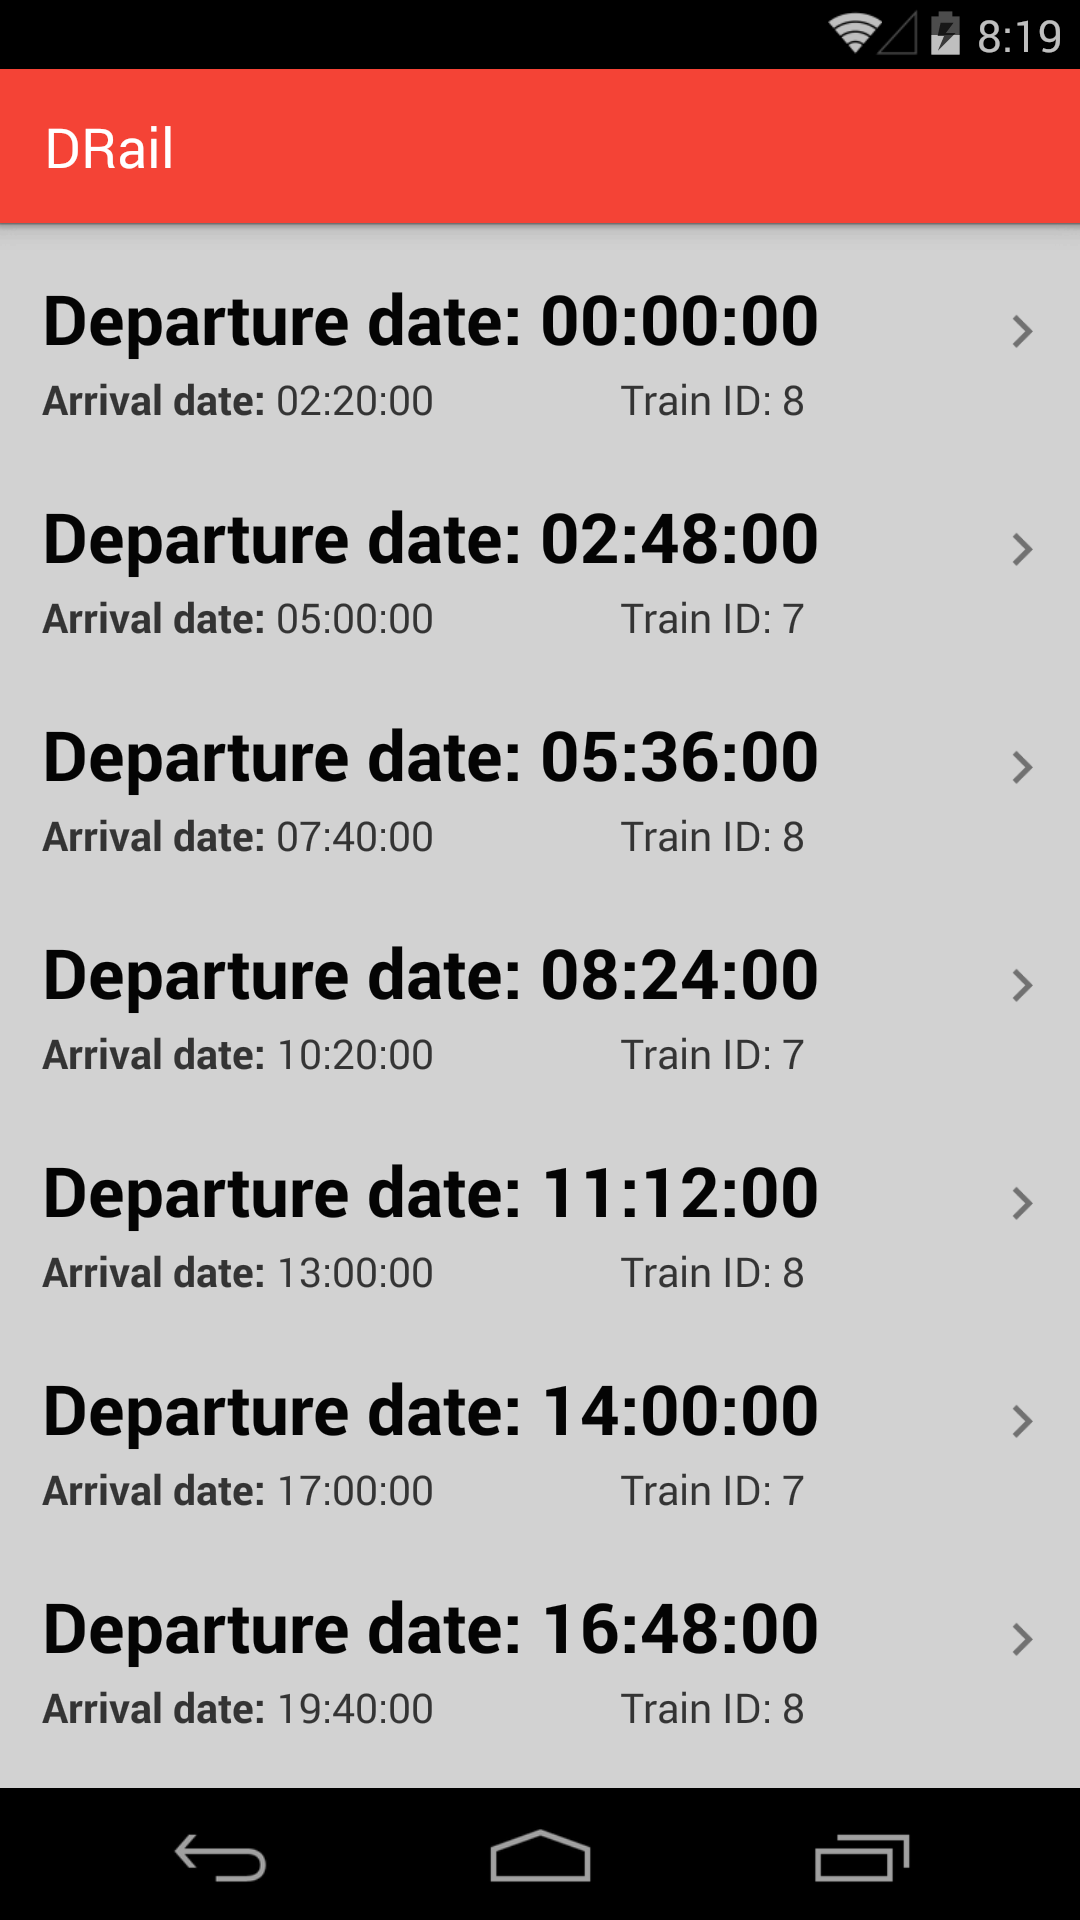 8:19
DRail
Departure date: 00:00:00
Arrival date: 02:20:00 Train ID: 8
Departure date: 02:48:00
Arrival date: 05:00:00 Train ID: 7
Departure date: 05:36:00
Arrival date: 07:40:00 Train ID: 8
Departure date: 08:24:00
Arrival date: 10:20:00 Train ID: 7
Departure date: 11:12:00
Arrival date: 13:00:00 Train ID: 8
Departure date: 14:00:00
Arrival date: 17:00:00 Train ID: 7
Departure date: 16:48:00
Arrival date: 19:40:00 Train ID: 8